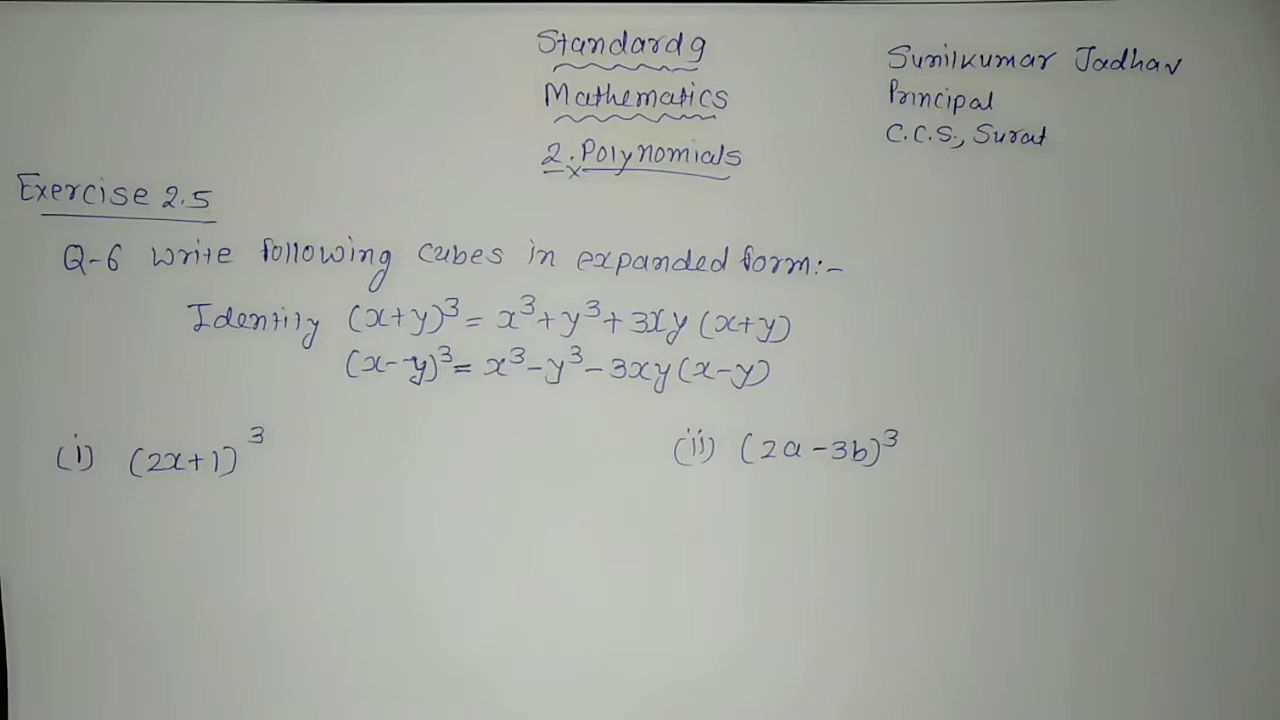 Standard 9
Mathematics
2. Polynomials
Sunilkumar Jadhav
Principal
C.C.S., Surat
Exercise 2.5
Q-6 Write following cubes in expanded form:-
Identity (x+y)³ = x³+y³+3xy(x+y)
(x-y)³ = x³-y³-3xy(x-y)
(i) (2x+1)³
(ii) (2a-3b)³